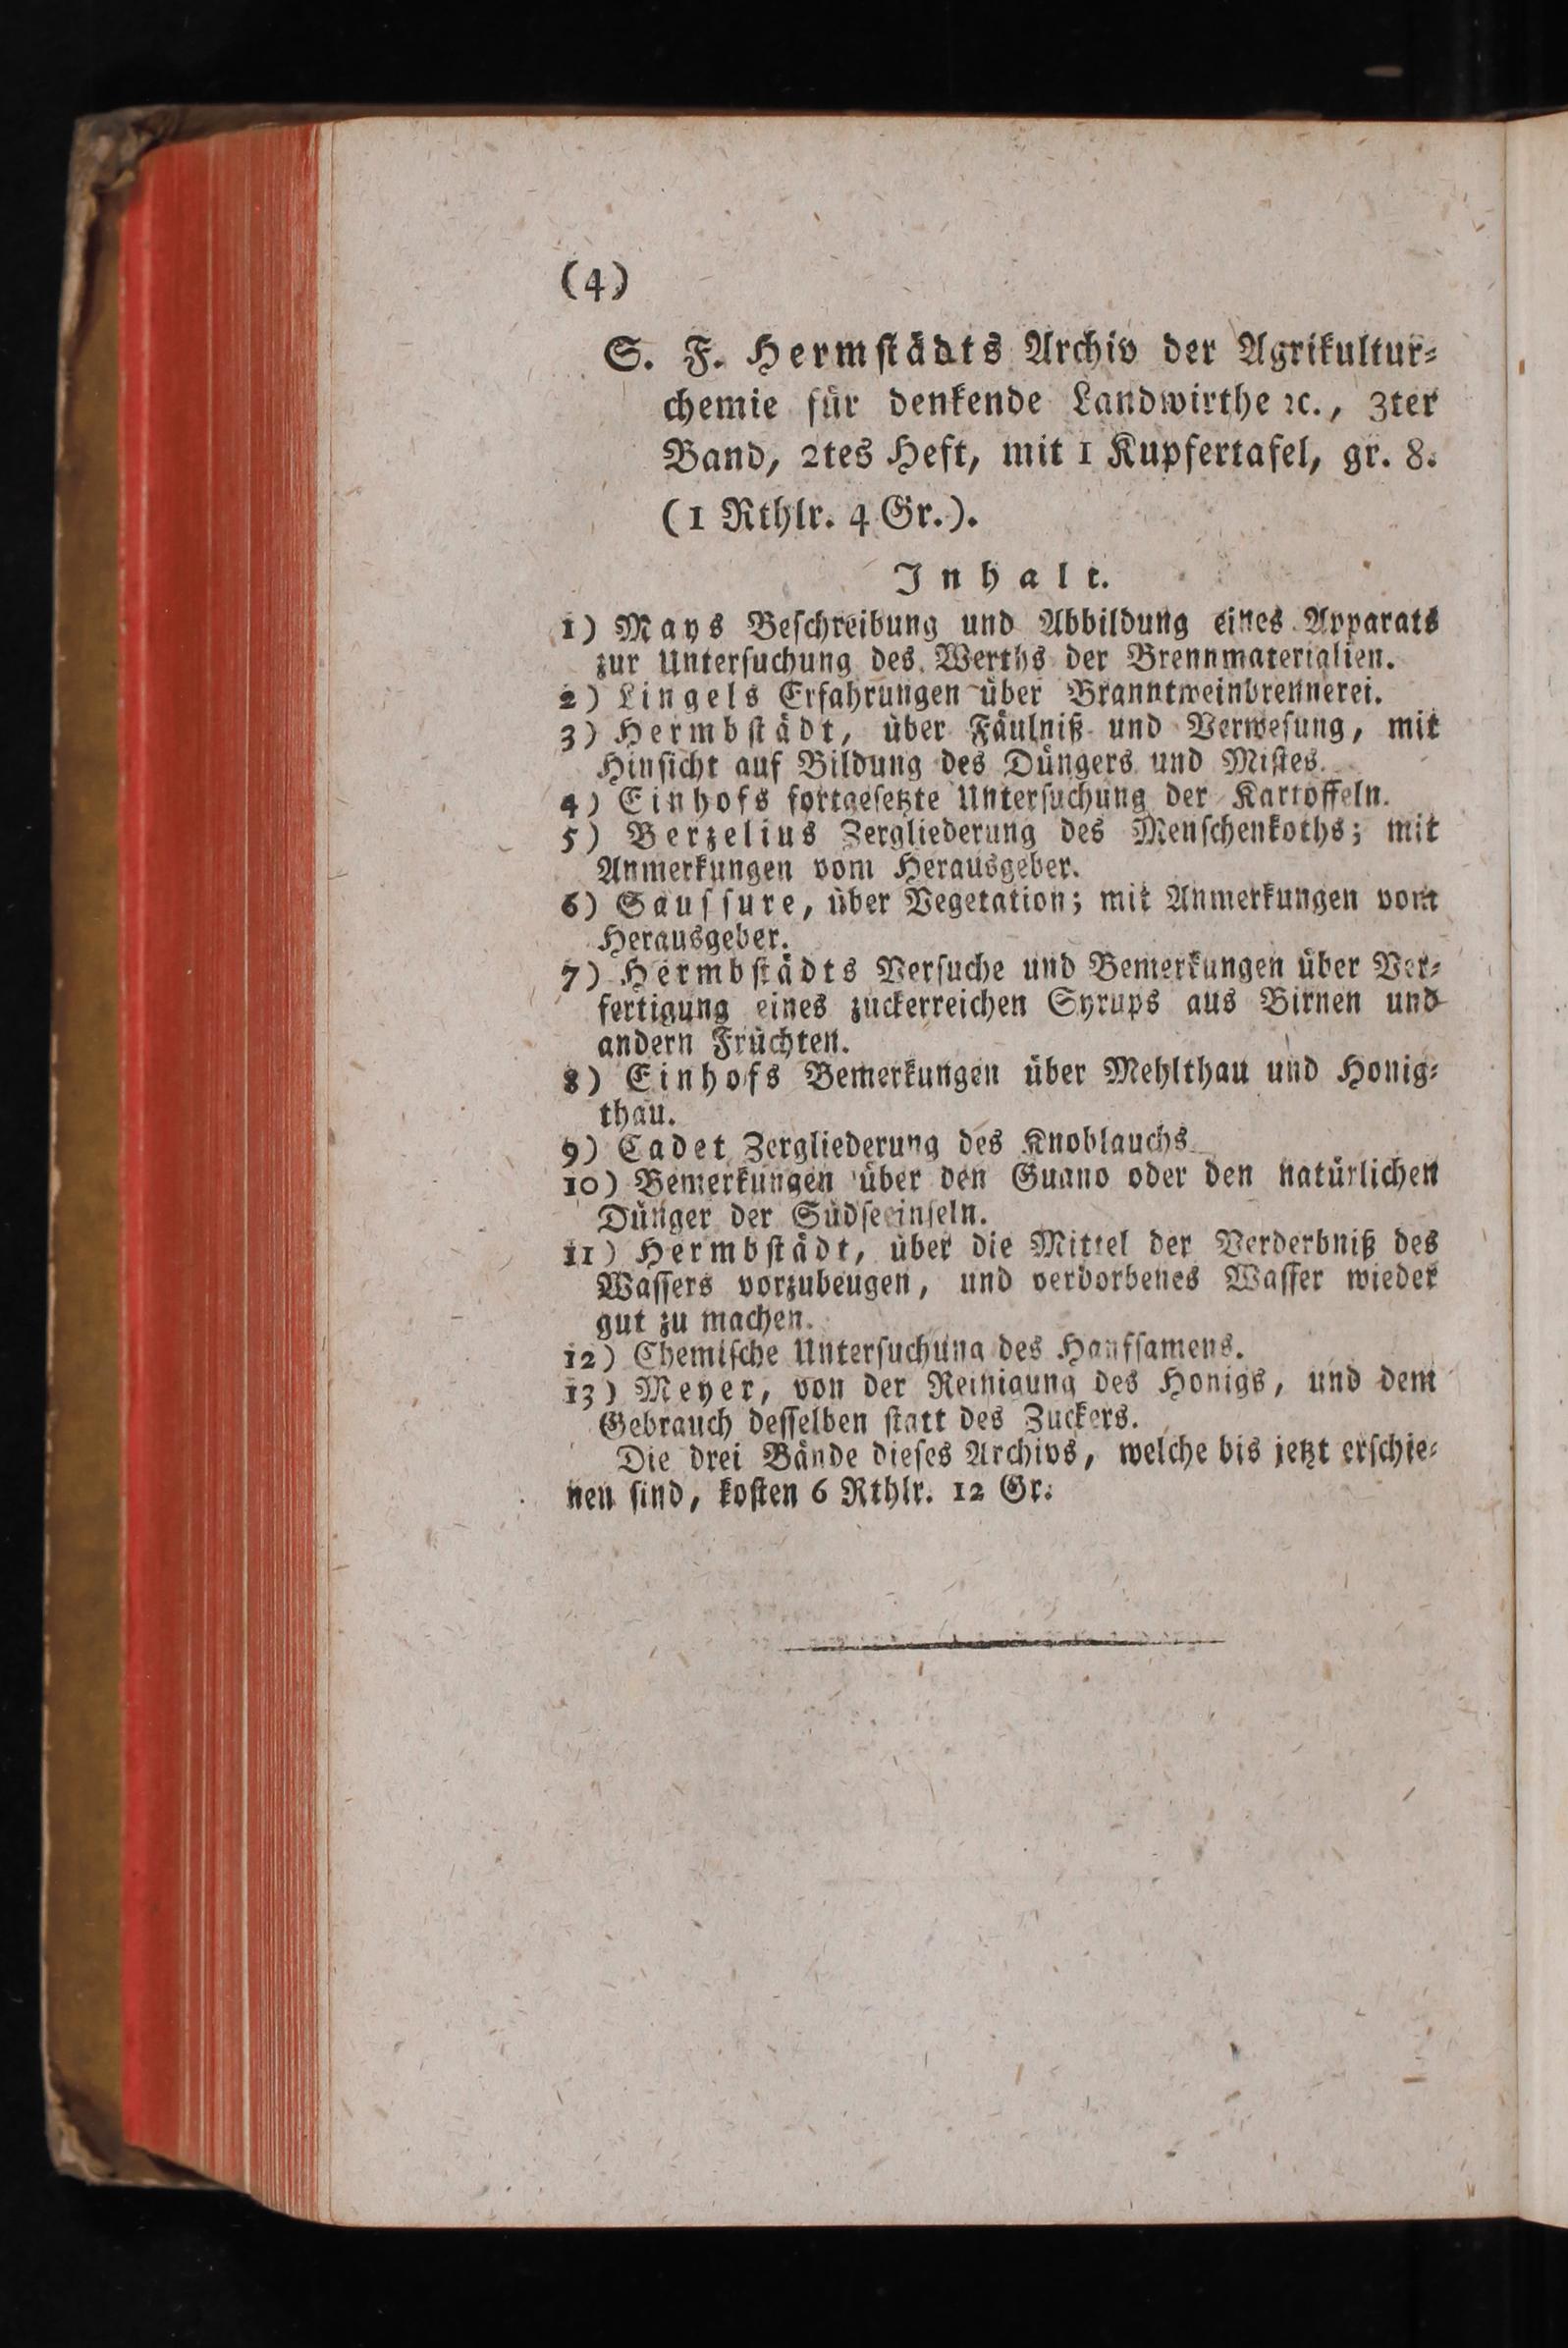 (4)
S. F. Hermstädts Archiv der Agrikultur-
chemie für denkende Landwirthe ꝛc., 3ter
Band, 2tes Heft, mit 1 Kupfertafel, gr. 8.
(1 Rthlr. 4 Gr.).
Inhalt.
1) Mays Beschreibung und Abbildung eines Apparats
zur Untersuchung des Werths der Brennmaterialien.
2) Lingels Erfahrungen über Branntweinbrennerei.
3) Hermbstädt, über Fäulniß und Verwesung, mit
Hinsicht auf Bildung des Düngers und Mistes.
4) Einhofs fortgesetzte Untersuchung der Kartoffeln.
5) Berzelius Zergliederung des Menschenkoths; mit
Anmerkungen vom Herausgeber.
6) Saussure, über Vegetation; mit Anmerkungen vom
Herausgeber.
7) Hermbstädts Versuche und Bemerkungen über Ver-
fertigung eines zuckerreichen Syrups aus Birnen und
andern Früchten.
8) Einhofs Bemerkungen über Mehlthau und Honig-
thau.
9) Cadet Zergliederung des Knoblauchs
10) Bemerkungen über den Guano oder den natürlichen
Dünger der Südseeinseln.
11) Hermbstädt, über die Mittel der Verderbniß des
Wassers vorzubeugen, und verdorbenes Wasser wieder
gut zu machen.
12) Chemische Untersuchung des Hanfsamens.
13) Meyer, von der Reinigung des Honigs, und dem
Gebrauch desselben statt des Zuckers.
Die drei Bände dieses Archivs, welche bis jetzt erschie-
nen sind, kosten 6 Rthlr. 12 Gr.